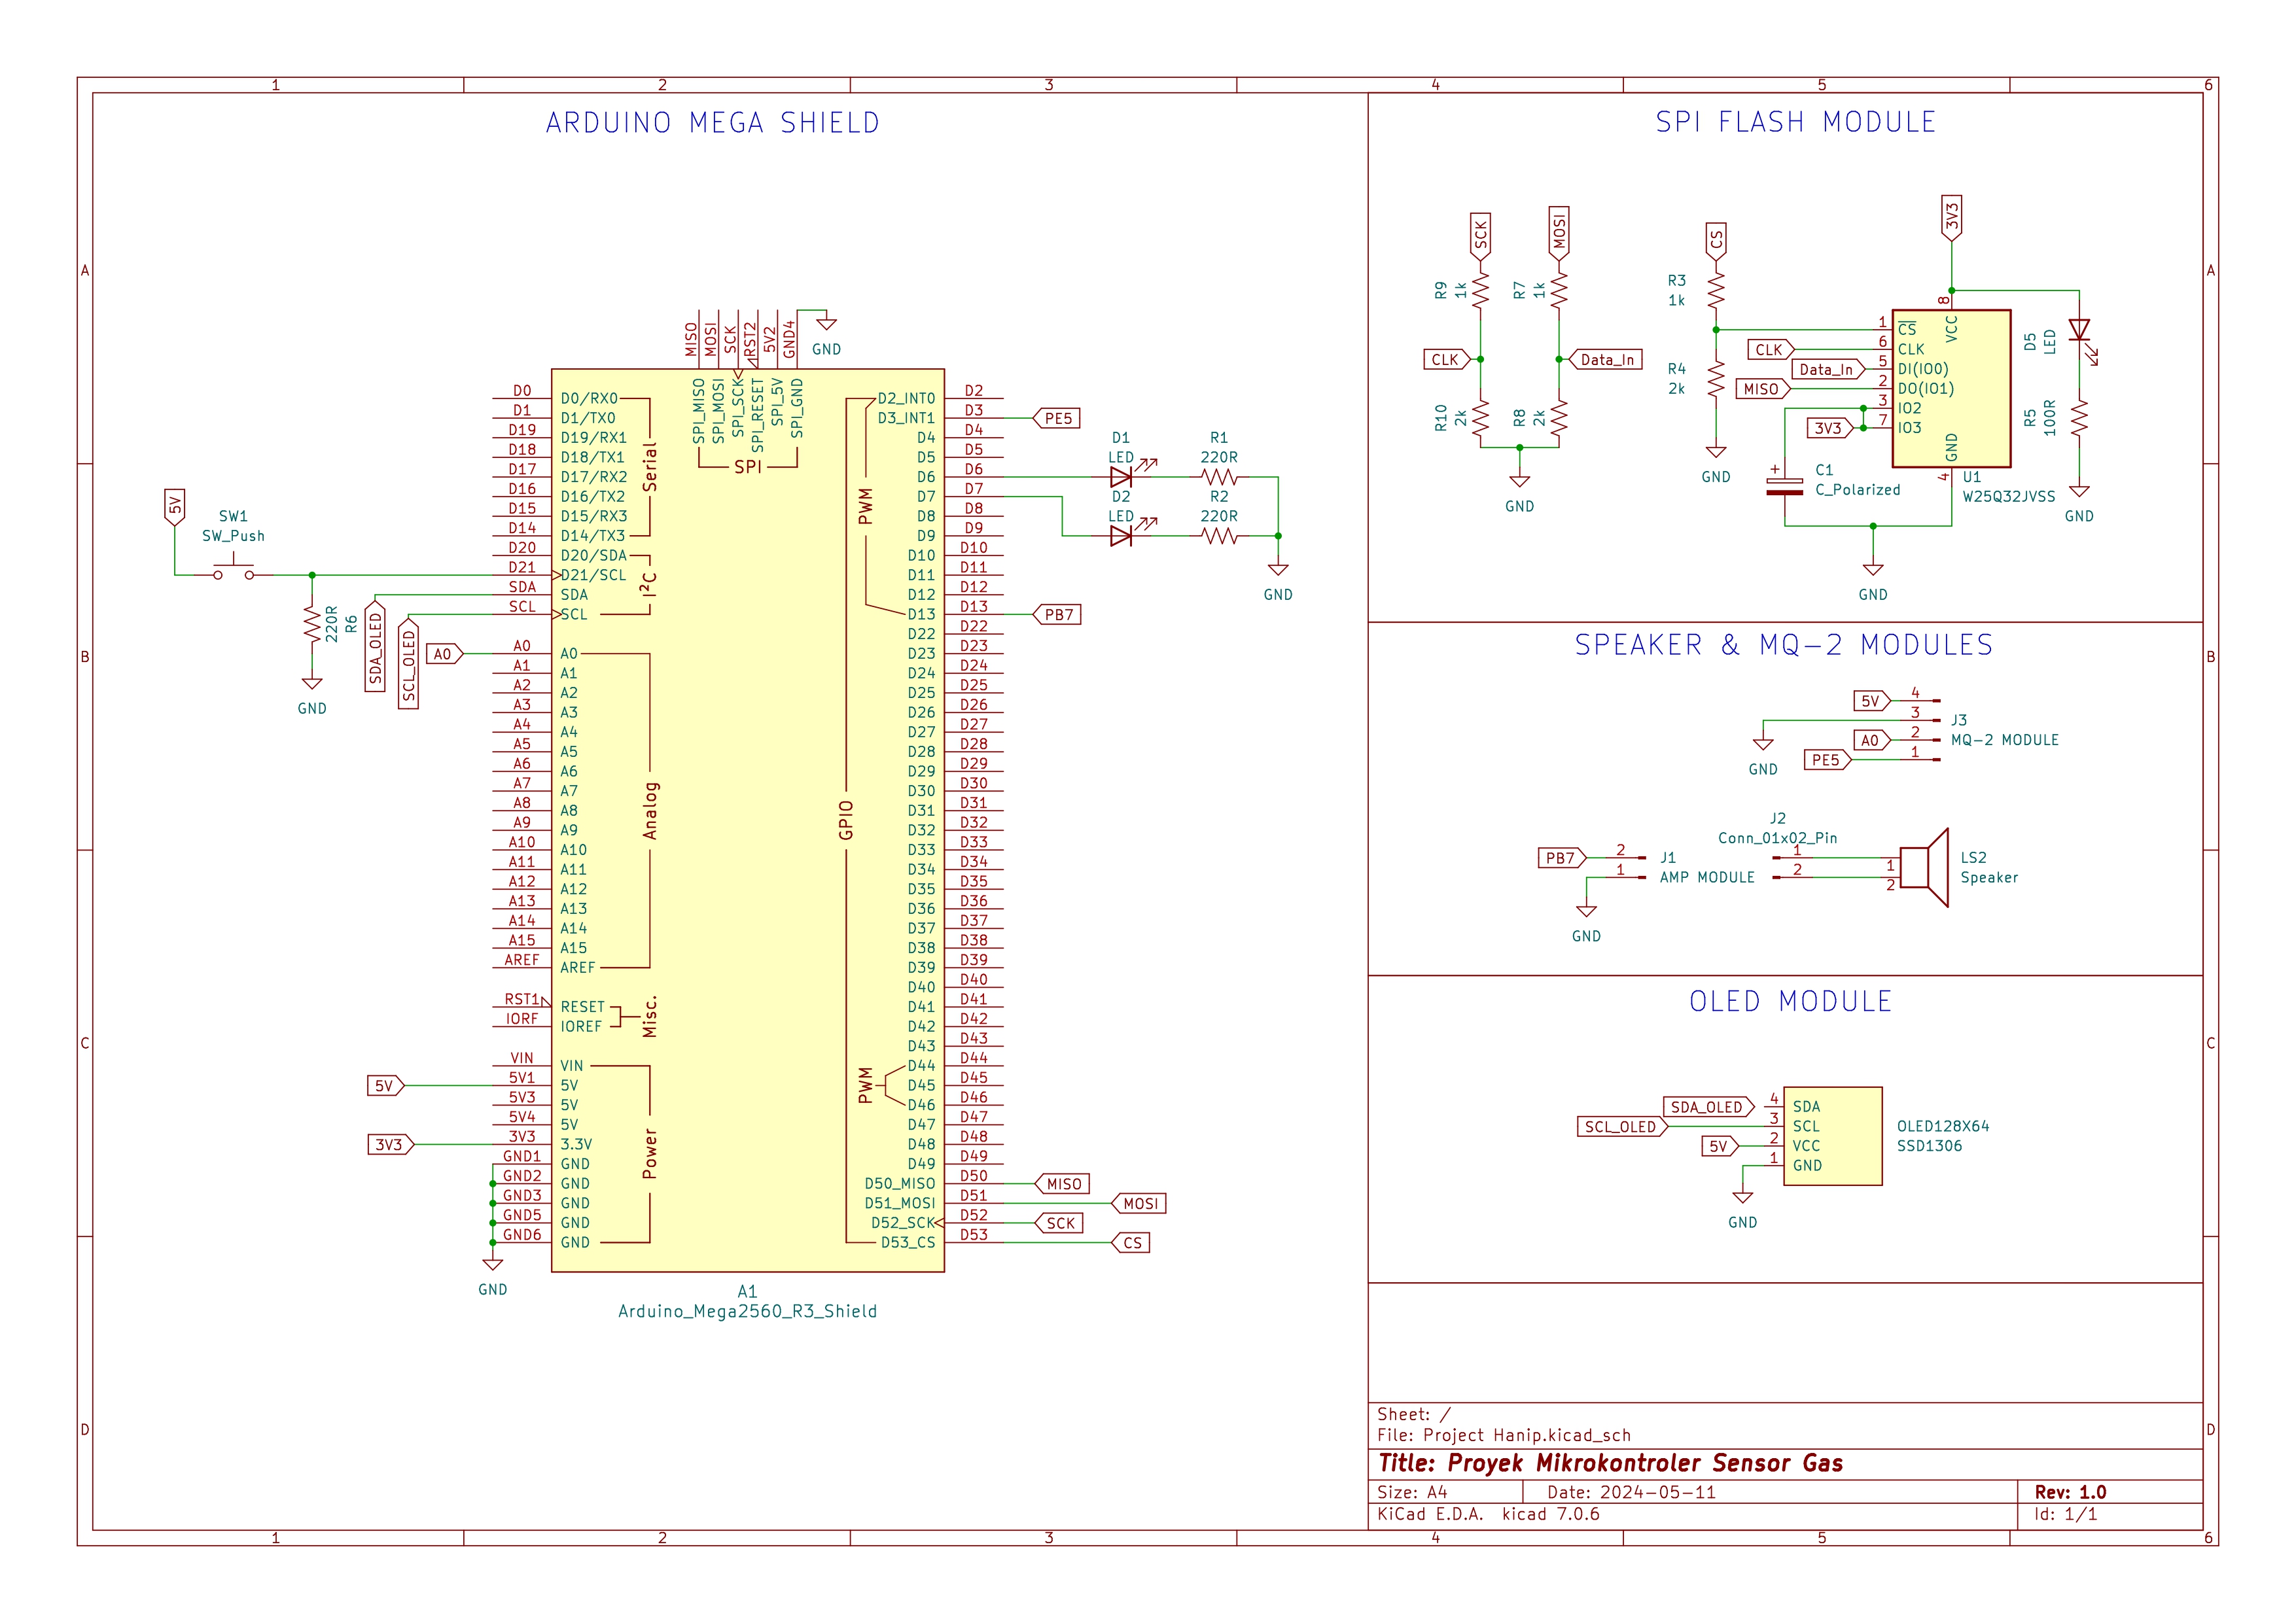 1 2 3 4 5 6
A
B
C
D
ARDUINO MEGA SHIELD
MISO
MOSI
SCK
RST2
5V2
GND4
GND
SPI_MISO
SPI_MOSI
SPI_SCK
SPI_RESET
SPI_5V
SPI_GND
SPI
D0 D0/RX0
D1 D1/TX0
D19 D19/RX1
D18 D18/TX1
D17 D17/RX2
D16 D16/TX2
D15 D15/RX3
D14 D14/TX3
Serial
D20 D20/SDA
D21 D21/SCL
SDA SDA
SCL SCL
I²C
5V
SW1
SW_Push
220R
R6
GND
SDA_OLED
SCL_OLED
A0
A0 A0
A1 A1
A2 A2
A3 A3
A4 A4
A5 A5
A6 A6
A7 A7
A8 A8
A9 A9
A10 A10
A11 A11
A12 A12
A13 A13
A14 A14
A15 A15
AREF AREF
Analog
RST1 RESET
IORF IOREF
Misc.
VIN VIN
5V 5V1 5V
5V3 5V
5V4 5V
3V3 3V3 3.3V
GND1 GND
GND2 GND
GND3 GND
GND5 GND
GND6 GND
Power
GND
PWM
GPIO
PWM
D2_INT0 D2
D3_INT1 D3 PE5
D4 D4
D5 D5
D6 D6
D7 D7
D8 D8
D9 D9
D10 D10
D11 D11
D12 D12
D13 D13 PB7
D22 D22
D23 D23
D24 D24
D25 D25
D26 D26
D27 D27
D28 D28
D29 D29
D30 D30
D31 D31
D32 D32
D33 D33
D34 D34
D35 D35
D36 D36
D37 D37
D38 D38
D39 D39
D40 D40
D41 D41
D42 D42
D43 D43
D44 D44
D45 D45
D46 D46
D47 D47
D48 D48
D49 D49
D50_MISO D50 MISO
D51_MOSI D51 MOSI
D52_SCK D52 SCK
D53_CS D53 CS
D1
LED
R1
220R
D2
LED
R2
220R
GND
A1
Arduino_Mega2560_R3_Shield
SPI FLASH MODULE
SCK
R9
1k
CLK
R10
2k
MOSI
R7
1k
Data_In
R8
2k
GND
CS
R3
1k
R4
2k
GND
3V3
8
VCC
1 CS
CLK 6 CLK
Data_In 5 DI(IO0)
MISO 2 DO(IO1)
3 IO2
3V3 7 IO3
GND
4
U1
W25Q32JVSS
+
C1
C_Polarized
GND
D5
LED
R5
100R
GND
SPEAKER & MQ-2 MODULES
5V 4
3
A0 2
PE5 1
GND
J3
MQ-2 MODULE
J2
Conn_01x02_Pin
PB7 2
1
J1
AMP MODULE
GND
1
2
1
2
LS2
Speaker
OLED MODULE
SDA_OLED 4 SDA
SCL_OLED 3 SCL
5V 2 VCC
1 GND
GND
OLED128X64
SSD1306
Sheet: /
File: Project Hanip.kicad_sch
Title: Proyek Mikrokontroler Sensor Gas
Size: A4 Date: 2024-05-11 Rev: 1.0
KiCad E.D.A. kicad 7.0.6 Id: 1/1
A
B
C
D
1 2 3 4 5 6